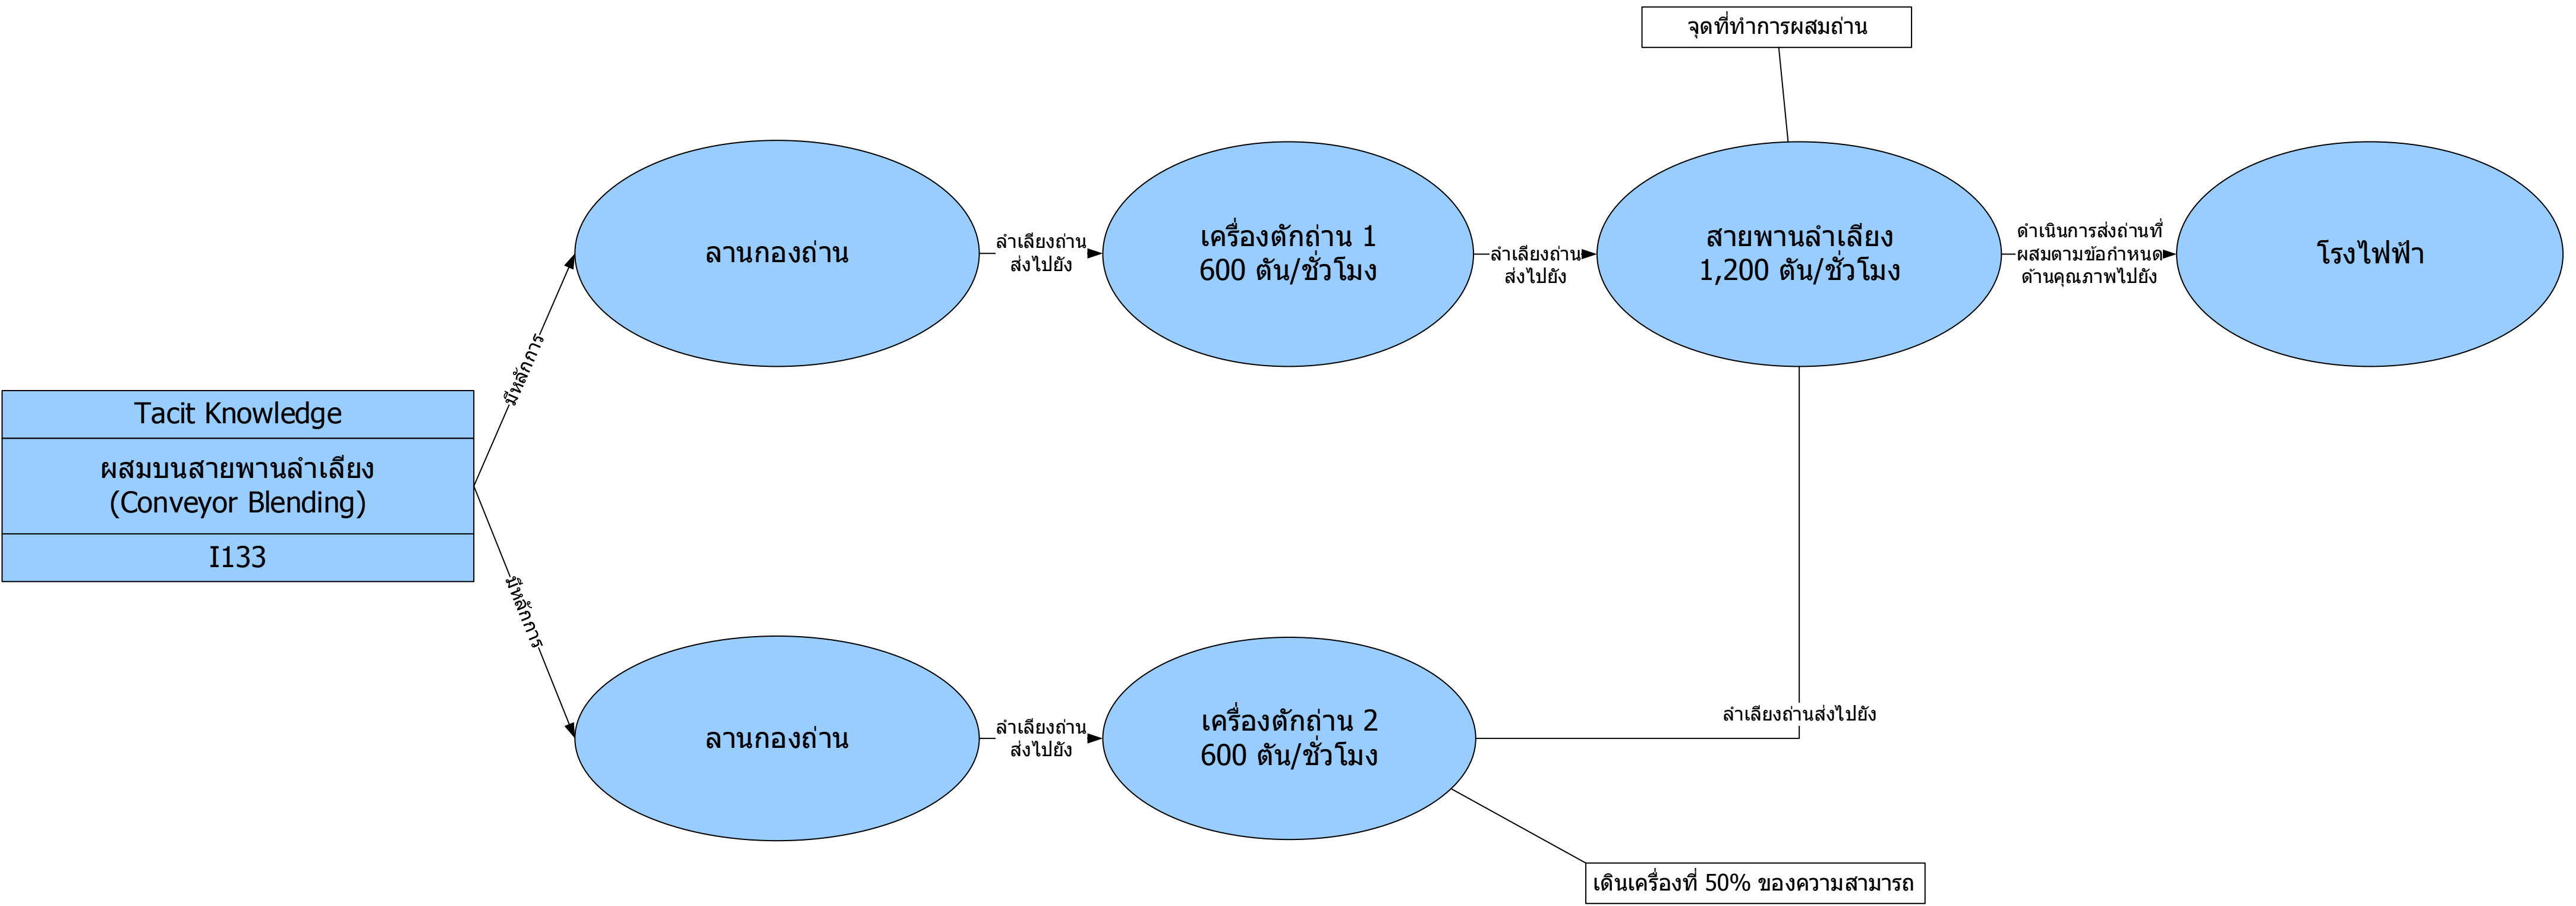 จุดที่ทำการผสมถ่าน
ลานกองถ่าน
ลำเลียงถ่าน
ส่งไปยัง
เครื่องตักถ่าน 1
600 ตัน/ชั่วโมง
ลำเลียงถ่าน
ส่งไปยัง
สายพานลำเลียง
1,200 ตัน/ชั่วโมง
ดำเนินการส่งถ่านที่
ผสมตามข้อกำหนด
ด้านคุณภาพไปยัง
โรงไฟฟ้า
มีหลักการ
Tacit Knowledge
ผสมบนสายพานลำเลียง
(Conveyor Blending)
I133
มีหลักการ
ลานกองถ่าน
ลำเลียงถ่าน
ส่งไปยัง
เครื่องตักถ่าน 2
600 ตัน/ชั่วโมง
ลำเลียงถ่านส่งไปยัง
เดินเครื่องที่ 50% ของความสามารถ